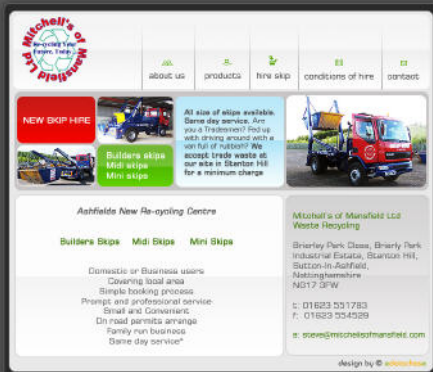 Mitchell's of Mansfield Ltd
Re-cycling Your
Future, Today
about us
products
hire skip
conditions of hire
contact
NEW SKIP HIRE
Builders skips
Midi skips
Mini skips
All size of skips available.
Same day service. Are
you a Tradesmen? Fed up
with driving around with a
van full of rubbish? We
accept trade waste at
our site in Stanton Hill
for a minimum charge
Ashfields New Re-cycling Centre
Builders Skips Midi Skips Mini Skips
Domestic or Business users
Covering local area
Simple booking process
Prompt and professional service
Small and Convenient
On road permits arrange
Family run business
Same day service*
Mitchell's of Mansfield Ltd
Waste Recycling
Brierley Park Close, Brierly Park
Industrial Estate, Stanton Hill,
Sutton-In-Ashfield,
Nottinghamshire
NG17 3FW
t: 01623 551783
f: 01623 554529
e: steve@mitchellsofmansfield.com
design by ©